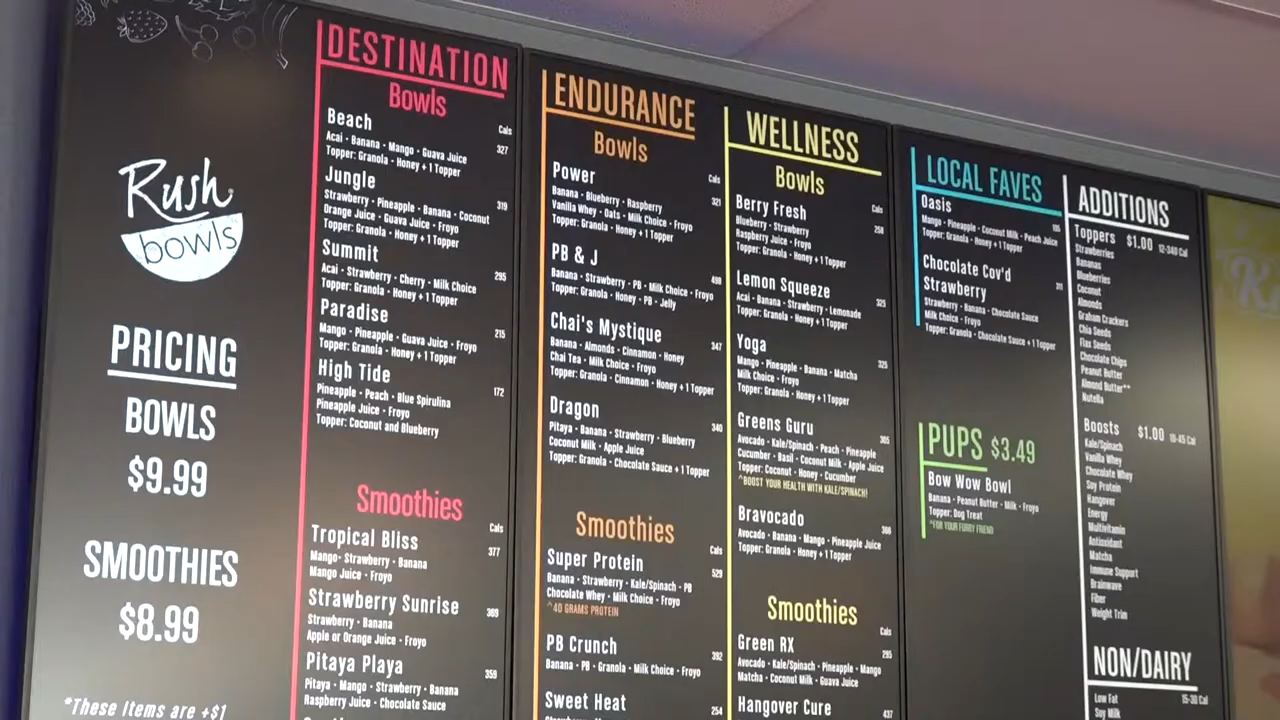 Rush
bowls
PRICING
BOWLS
$9.99
SMOOTHIES
$8.99
*These Items are +$1
DESTINATION
Bowls
Cals
Beach 327
Acai - Banana - Mango - Guava Juice
Topper: Granola - Honey + 1 Topper
Jungle
Strawberry - Pineapple - Banana - Coconut 319
Orange Juice - Guava Juice - Froyo
Topper: Granola - Honey + 1 Topper
Summit
Acai - Strawberry - Cherry - Milk Choice 295
Topper: Granola - Honey + 1 Topper
Paradise 215
Mango - Pineapple - Guava Juice - Froyo
Topper: Granola - Honey + 1 Topper
High Tide 172
Pineapple - Peach - Blue Spirulina
Pineapple Juice - Froyo
Topper: Coconut and Blueberry
Smoothies
Cals
Tropical Bliss 377
Mango - Strawberry - Banana
Mango Juice - Froyo
Strawberry Sunrise 369
Strawberry - Banana
Apple or Orange Juice - Froyo
Pitaya Playa 359
Pitaya - Mango - Strawberry - Banana
Raspberry Juice - Chocolate Sauce
ENDURANCE
Bowls
Power Cals
Banana - Blueberry - Raspberry 321
Vanilla Whey - Oats - Milk Choice - Froyo
Topper: Granola - Honey + 1 Topper
PB & J 498
Banana - Strawberry - PB - Milk Choice - Froyo
Topper: Granola - Honey - PB - Jelly
Chai's Mystique 347
Banana - Almonds - Cinnamon - Honey
Chai Tea - Milk Choice - Froyo
Topper: Granola - Cinnamon - Honey + 1 Topper
Dragon 340
Pitaya - Banana - Strawberry - Blueberry
Coconut Milk - Apple Juice
Topper: Granola - Chocolate Sauce + 1 Topper
Smoothies
Cals
Super Protein 529
Banana - Strawberry - Kale/Spinach - PB
Chocolate Whey - Milk Choice - Froyo
^40 GRAMS PROTEIN
PB Crunch 392
Banana - PB - Granola - Milk Choice - Froyo
Sweet Heat 254
WELLNESS
Bowls
Cals
Berry Fresh 258
Blueberry - Strawberry
Raspberry Juice - Froyo
Topper: Granola - Honey + 1 Topper
Lemon Squeeze 325
Acai - Banana - Strawberry - Lemonade
Topper: Granola - Honey + 1 Topper
Yoga 325
Mango - Pineapple - Banana - Matcha
Milk Choice - Froyo
Topper: Granola - Honey + 1 Topper
Greens Guru 305
Avocado - Kale/Spinach - Peach - Pineapple
Cucumber - Basil - Coconut Milk - Apple Juice
Topper: Coconut - Honey - Cucumber
^BOOST YOUR HEALTH WITH KALE/SPINACH!
Bravocado 366
Avocado - Banana - Mango - Pineapple Juice
Topper: Granola - Honey + 1 Topper
Smoothies
Cals
Green RX 295
Avocado - Kale/Spinach - Pineapple - Mango
Matcha - Coconut Milk - Guava Juice
Hangover Cure 437
LOCAL FAVES
Oasis
Mango - Pineapple - Coconut Milk - Peach Juice
Topper: Granola - Honey + 1 Topper
Chocolate Cov'd
Strawberry
Strawberry - Banana - Chocolate Sauce
Milk Choice - Froyo
Topper: Granola - Chocolate Sauce + 1 Topper
PUPS $3.49
Bow Wow Bowl
Banana - Peanut Butter - Milk - Froyo
Topper: Dog Treat
^FOR YOUR FURRY FRIEND
ADDITIONS
Toppers $1.00 12-340 Cal
Strawberries
Bananas
Blueberries
Coconut
Almonds
Graham Crackers
Chia Seeds
Flax Seeds
Chocolate Chips
Peanut Butter
Almond Butter**
Nutella
Boosts $1.00 10-45 Cal
Kale/Spinach
Vanilla Whey
Chocolate Whey
Soy Protein
Hangover
Energy
Multivitamin
Antioxidant
Matcha
Immune Support
Brainwave
Fiber
Weight Trim
NON/DAIRY
Low Fat 15-30 Cal
Soy Milk